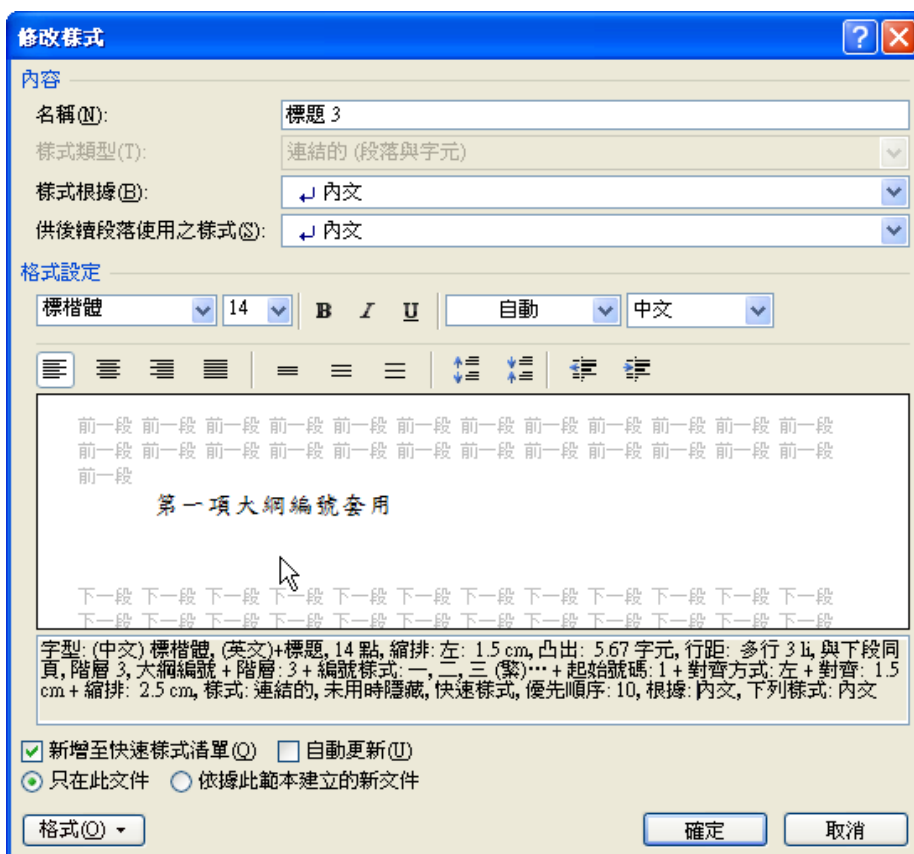 修改樣式
內容
名稱(N): 標題 3
樣式類型(T): 連結的 (段落與字元)
樣式根據(B): 內文
供後續段落使用之樣式(S): 內文
格式設定
標楷體 14 B I U 自動 中文
前一段 前一段 前一段 前一段 前一段 前一段 前一段 前一段 前一段 前一段 前一段 前一段
前一段 前一段 前一段 前一段 前一段 前一段 前一段 前一段 前一段 前一段 前一段 前一段
前一段
第一項大綱編號套用
下一段 下一段 下一段 下一段 下一段 下一段 下一段 下一段 下一段 下一段 下一段 下一段
下一段 下一段 下一段 下一段 下一段 下一段 下一段 下一段 下一段 下一段 下一段 下一段
字型: (中文) 標楷體, (英文)+標題, 14 點, 縮排: 左: 1.5 cm, 凸出: 5.67 字元, 行距: 多行 3 li, 與下段同
頁, 階層 3, 大綱編號 + 階層: 3 + 編號樣式: 一, 二, 三 (繁)… + 起始號碼: 1 + 對齊方式: 左 + 對齊: 1.5
cm + 縮排: 2.5 cm, 樣式: 連結的, 未用時隱藏, 快速樣式, 優先順序: 10, 根據: 內文, 下列樣式: 內文
新增至快速樣式清單(Q) 自動更新(U)
只在此文件 依據此範本建立的新文件
格式(O) 確定 取消